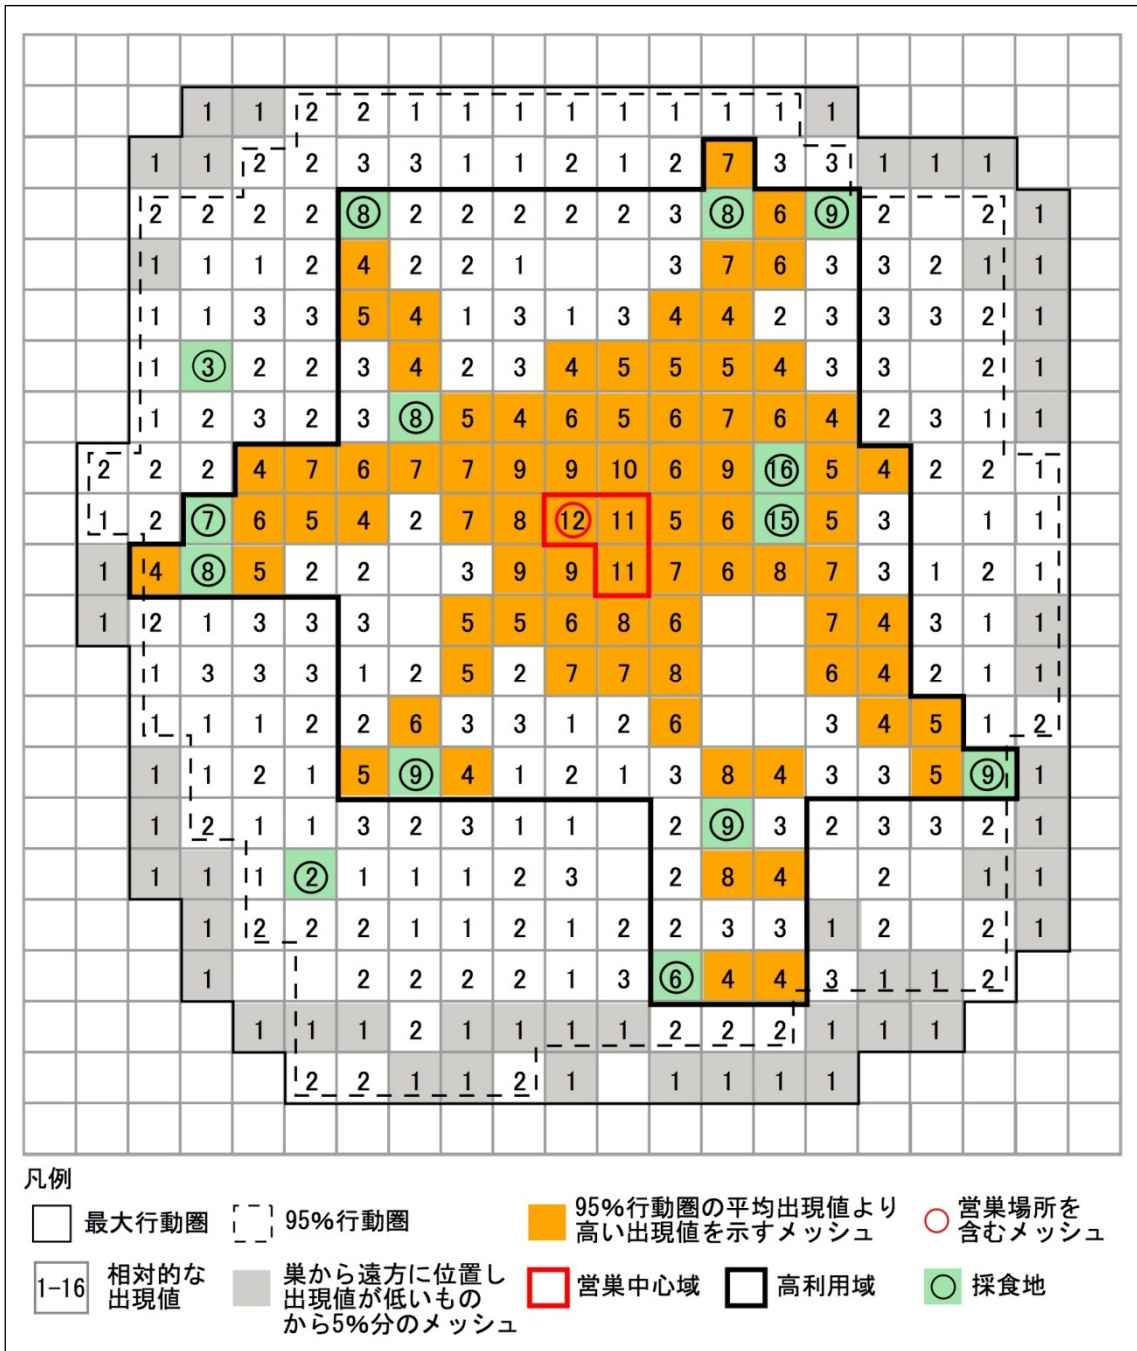 1 1 2 2 1 1 1 1 1 1 1 1 1
1 1 2 2 3 3 1 1 2 1 2 7 3 3 1 1 1
2 2 2 2 ⑧ 2 2 2 2 2 3 ⑧ 6 ⑨ 2 2 1
1 1 1 2 4 2 2 1 3 7 6 3 3 2 1 1
1 1 3 3 5 4 1 3 1 3 4 4 2 3 3 3 2 1
1 ③ 2 2 3 4 2 3 4 5 5 5 4 3 3 2 1
1 2 3 2 3 ⑧ 5 4 6 5 6 7 6 4 2 3 1 1
2 2 2 4 7 6 7 7 9 9 10 6 9 ⑯ 5 4 2 2 1
1 2 ⑦ 6 5 4 2 7 8 ⑫ 11 5 6 ⑮ 5 3 1 1
1 4 ⑧ 5 2 2 3 9 9 11 7 6 8 7 3 1 2 1
1 2 1 3 3 3 5 5 6 8 6 7 4 3 1 1
1 3 3 3 1 2 5 2 7 7 8 6 4 2 1 1
1 1 1 2 2 6 3 3 1 2 6 3 4 5 1 2
1 1 2 1 5 ⑨ 4 1 2 1 3 8 4 3 3 5 ⑨ 1
1 2 1 1 3 2 3 1 1 2 ⑨ 3 2 3 3 2 1
1 1 1 ② 1 1 1 2 3 2 8 4 2 1 1
1 2 2 2 1 1 2 1 2 2 3 3 1 2 2 1
1 2 2 2 2 1 3 ⑥ 4 4 3 1 1 2
1 1 1 2 1 1 1 1 2 2 2 1 1 1
2 2 1 1 2 1 1 1 1 1
凡例
最大行動圏
95%行動圏
95%行動圏の平均出現値より
高い出現値を示すメッシュ
営巣場所を
含むメッシュ
1-16
相対的な
出現値
巣から遠方に位置し
出現値が低いもの
から5%分のメッシュ
営巣中心域
高利用域
採食地